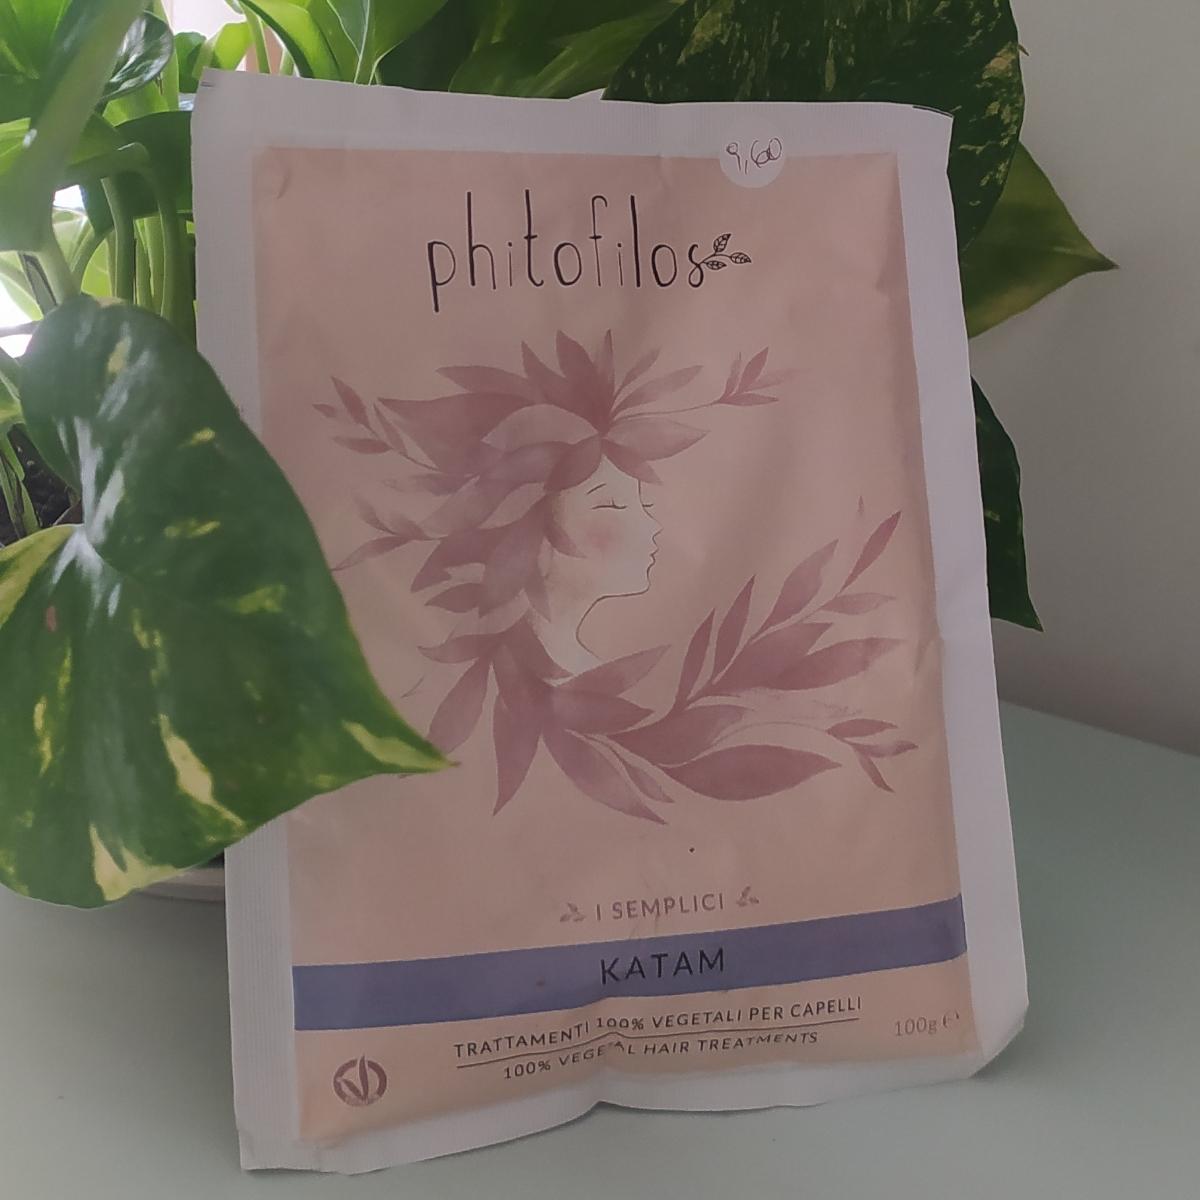 9,60
phitofilos
I SEMPLICI
KATAM
TRATTAMENTI 100% VEGETALI PER CAPELLI
100% VEGETAL HAIR TREATMENTS
100g e